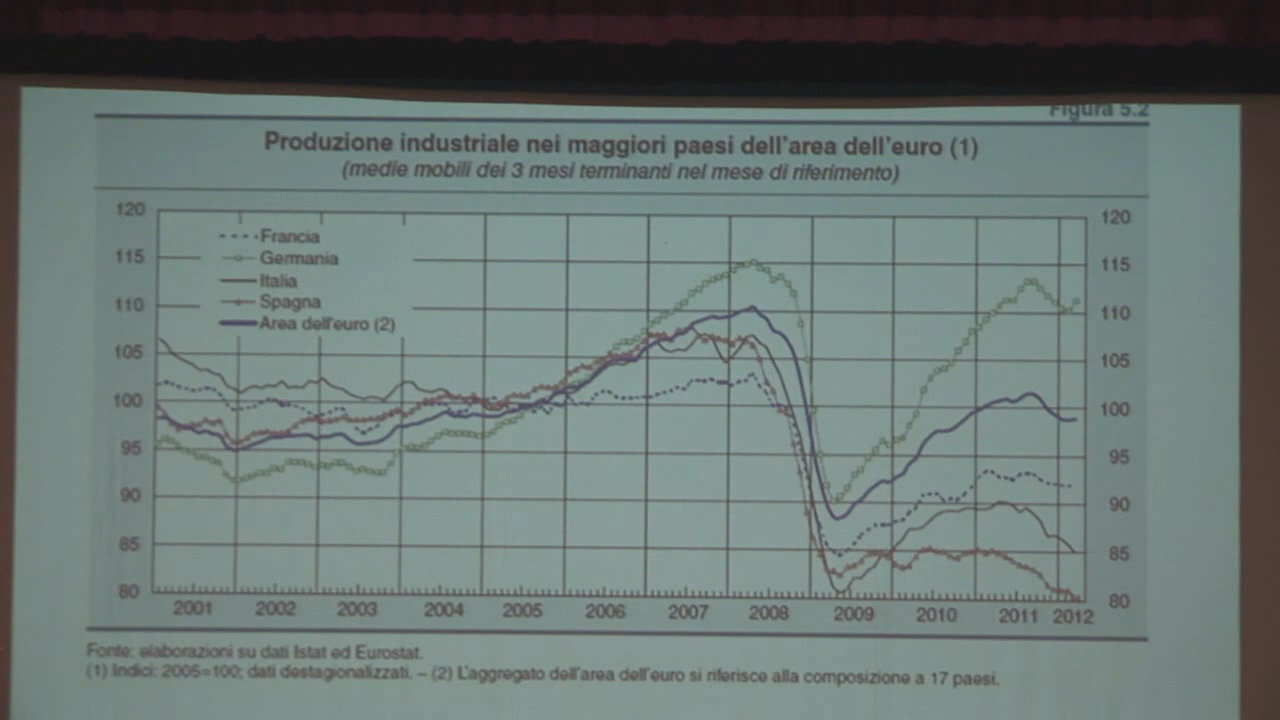 Figura 5.2
Produzione industriale nei maggiori paesi dell'area dell'euro (1)
(medie mobili dei 3 mesi terminanti nel mese di riferimento)
120 120
Francia
115 Germania 115
Italia
110 Spagna 110
Area dell'euro (2)
105 105
100 100
95 95
90 90
85 85
80 80
2001 2002 2003 2004 2005 2006 2007 2008 2009 2010 2011 2012
Fonte: elaborazioni su dati Istat ed Eurostat.
(1) Indici: 2005=100; dati destagionalizzati. – (2) L'aggregato dell'area dell'euro si riferisce alla composizione a 17 paesi.